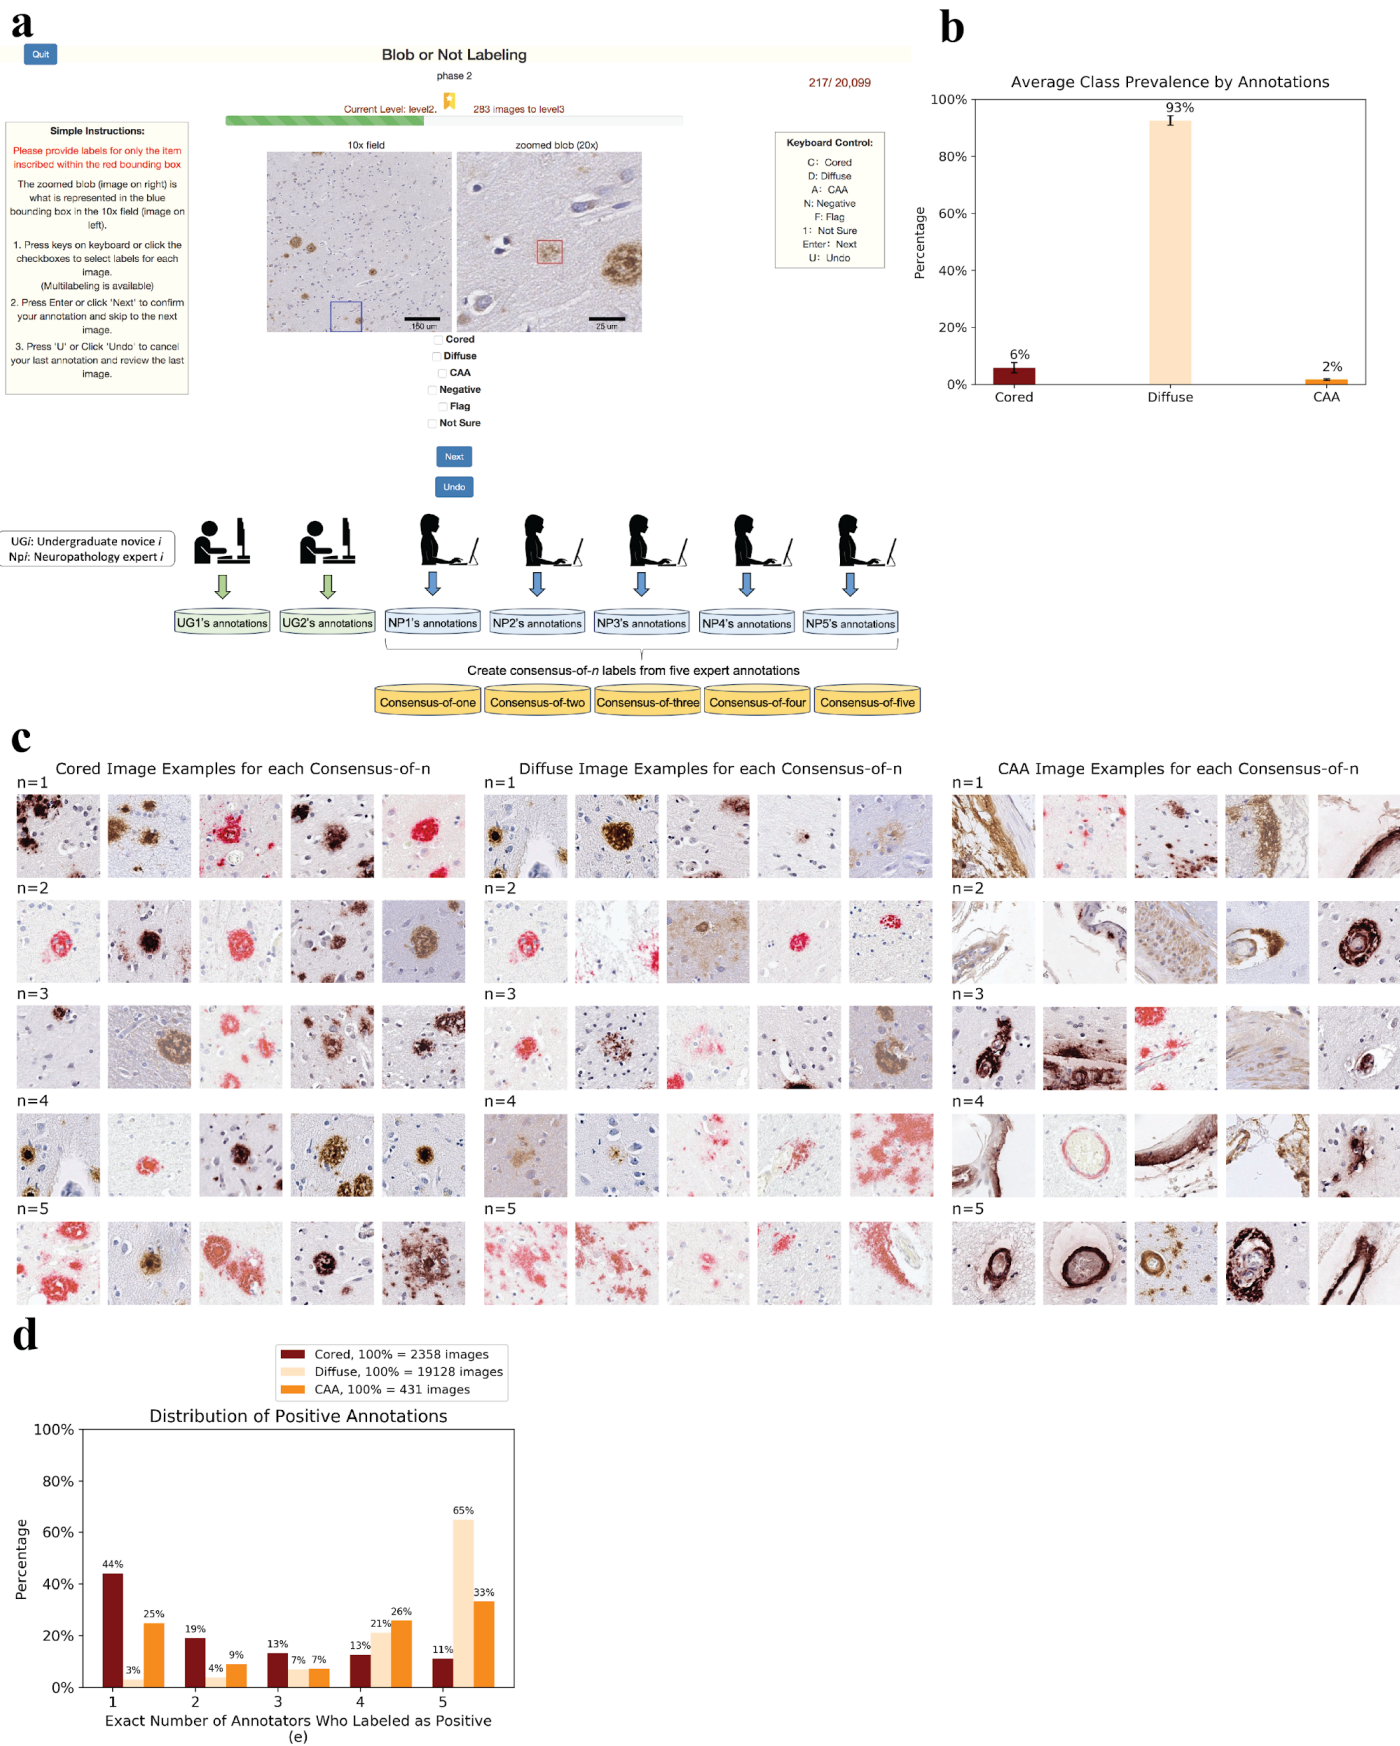 a
Quit
Blob or Not Labeling
phase 2
217/ 20,099
Current Level: level2.
283 images to level3
Simple Instructions:
Please provide labels for only the item
inscribed within the red bounding box
The zoomed blob (image on right) is
what is represented in the blue
bounding box in the 10x field (image on
left).
1. Press keys on keyboard or click the
checkboxes to select labels for each
image.
(Multilabeling is available)
2. Press Enter or click 'Next' to confirm
your annotation and skip to the next
image.
3. Press 'U' or Click 'Undo' to cancel
your last annotation and review the last
image.
10x field
zoomed blob (20x)
150 um
25 um
Keyboard Control:
C: Cored
D: Diffuse
A: CAA
N: Negative
F: Flag
1: Not Sure
Enter: Next
U: Undo
Cored
Diffuse
CAA
Negative
Flag
Not Sure
Next
Undo
UGi: Undergraduate novice i
Npi: Neuropathology expert i
UG1's annotations
UG2's annotations
NP1's annotations
NP2's annotations
NP3's annotations
NP4's annotations
NP5's annotations
Create consensus-of-n labels from five expert annotations
Consensus-of-one
Consensus-of-two
Consensus-of-three
Consensus-of-four
Consensus-of-five
b
Average Class Prevalence by Annotations
Percentage
100%
80%
60%
40%
20%
0%
6%
93%
2%
Cored
Diffuse
CAA
c
Cored Image Examples for each Consensus-of-n
n=1
n=2
n=3
n=4
n=5
Diffuse Image Examples for each Consensus-of-n
n=1
n=2
n=3
n=4
n=5
CAA Image Examples for each Consensus-of-n
n=1
n=2
n=3
n=4
n=5
d
Cored, 100% = 2358 images
Diffuse, 100% = 19128 images
CAA, 100% = 431 images
Distribution of Positive Annotations
Percentage
100%
80%
60%
40%
20%
0%
44%
3%
25%
19%
4%
9%
13%
7%
7%
13%
21%
26%
11%
65%
33%
1
2
3
4
5
Exact Number of Annotators Who Labeled as Positive
(e)